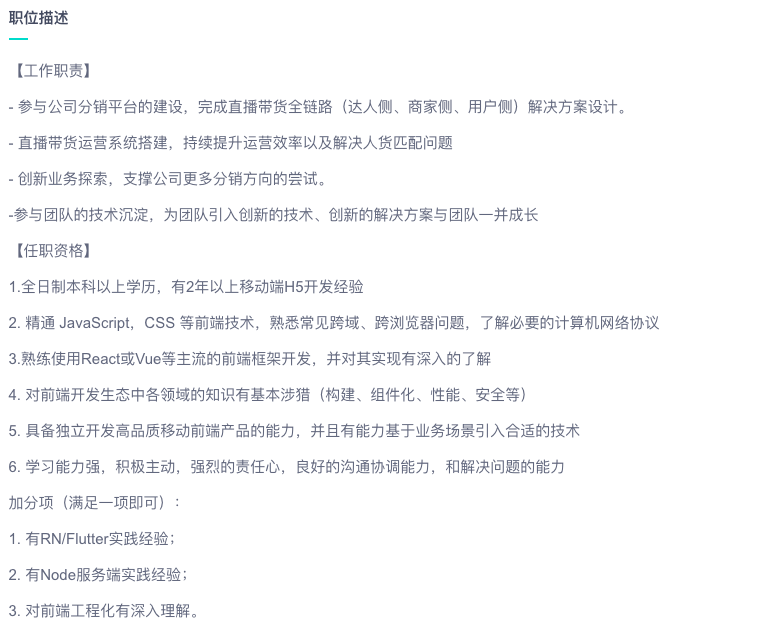 职位描述
【工作职责】
- 参与公司分销平台的建设，完成直播带货全链路（达人侧、商家侧、用户侧）解决方案设计。
- 直播带货运营系统搭建，持续提升运营效率以及解决人货匹配问题
- 创新业务探索，支撑公司更多分销方向的尝试。
-参与团队的技术沉淀，为团队引入创新的技术、创新的解决方案与团队一并成长
【任职资格】
1.全日制本科以上学历，有2年以上移动端H5开发经验
2. 精通 JavaScript，CSS 等前端技术，熟悉常见跨域、跨浏览器问题，了解必要的计算机网络协议
3.熟练使用React或Vue等主流的前端框架开发，并对其实现有深入的了解
4. 对前端开发生态中各领域的知识有基本涉猎（构建、组件化、性能、安全等）
5. 具备独立开发高品质移动前端产品的能力，并且有能力基于业务场景引入合适的技术
6. 学习能力强，积极主动，强烈的责任心，良好的沟通协调能力，和解决问题的能力
加分项（满足一项即可）：
1. 有RN/Flutter实践经验；
2. 有Node服务端实践经验；
3. 对前端工程化有深入理解。